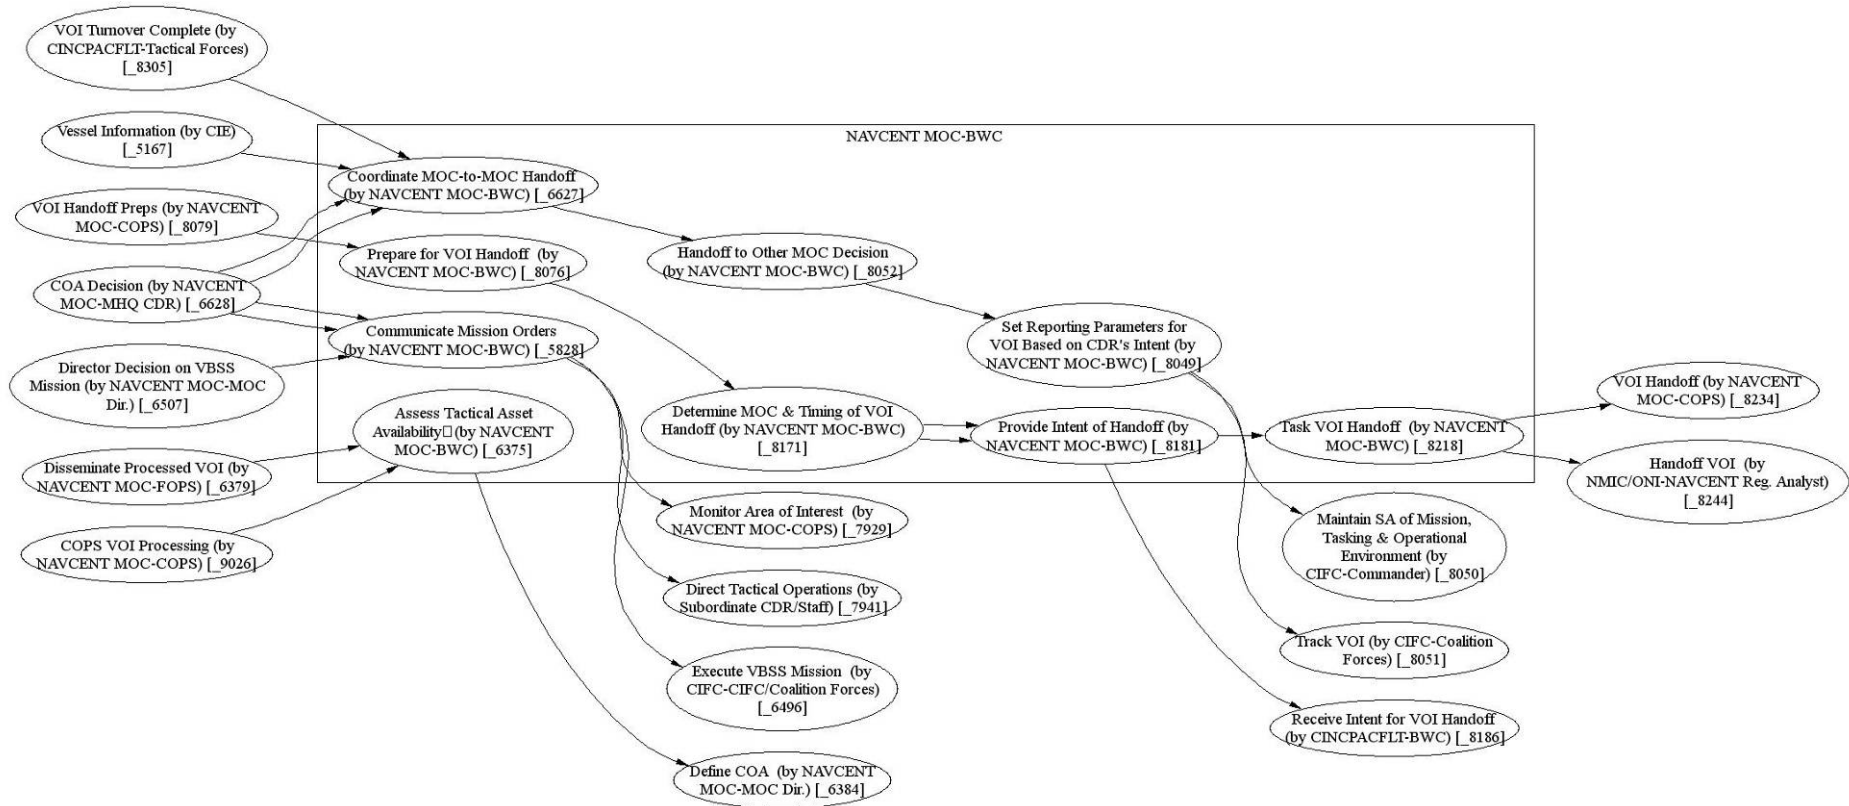 VOI Turnover Complete (by
CINCPACFLT-Tactical Forces)
[_8305]
Vessel Information (by CIE)
[_5167]
VOI Handoff Preps (by NAVCENT
MOC-COPS) [_8079]
COA Decision (by NAVCENT
MOC-MHQ CDR) [_6628]
Director Decision on VBSS
Mission (by NAVCENT MOC-MOC
Dir.) [_6507]
Disseminate Processed VOI (by
NAVCENT MOC-FOPS) [_6379]
COPS VOI Processing (by
NAVCENT MOC-COPS) [_9026]
NAVCENT MOC-BWC
Coordinate MOC-to-MOC Handoff
(by NAVCENT MOC-BWC) [_6627]
Prepare for VOI Handoff (by
NAVCENT MOC-BWC) [_8076]
Communicate Mission Orders
(by NAVCENT MOC-BWC) [_5828]
Assess Tactical Asset
Availability□ (by NAVCENT
MOC-BWC) [_6375]
Handoff to Other MOC Decision
(by NAVCENT MOC-BWC) [_8052]
Determine MOC & Timing of VOI
Handoff (by NAVCENT MOC-BWC)
[_8171]
Monitor Area of Interest (by
NAVCENT MOC-COPS) [_7929]
Direct Tactical Operations (by
Subordinate CDR/Staff) [_7941]
Execute VBSS Mission (by
CIFC-CIFC/Coalition Forces)
[_6496]
Define COA (by NAVCENT
MOC-MOC Dir.) [_6384]
Set Reporting Parameters for
VOI Based on CDR's Intent (by
NAVCENT MOC-BWC) [_8049]
Provide Intent of Handoff (by
NAVCENT MOC-BWC) [_8181]
Task VOI Handoff (by NAVCENT
MOC-BWC) [_8218]
Maintain SA of Mission,
Tasking & Operational
Environment (by
CIFC-Commander) [_8050]
Track VOI (by CIFC-Coalition
Forces) [_8051]
Receive Intent for VOI Handoff
(by CINCPACFLT-BWC) [_8186]
VOI Handoff (by NAVCENT
MOC-COPS) [_8234]
Handoff VOI (by
NMIC/ONI-NAVCENT Reg. Analyst)
[_8244]